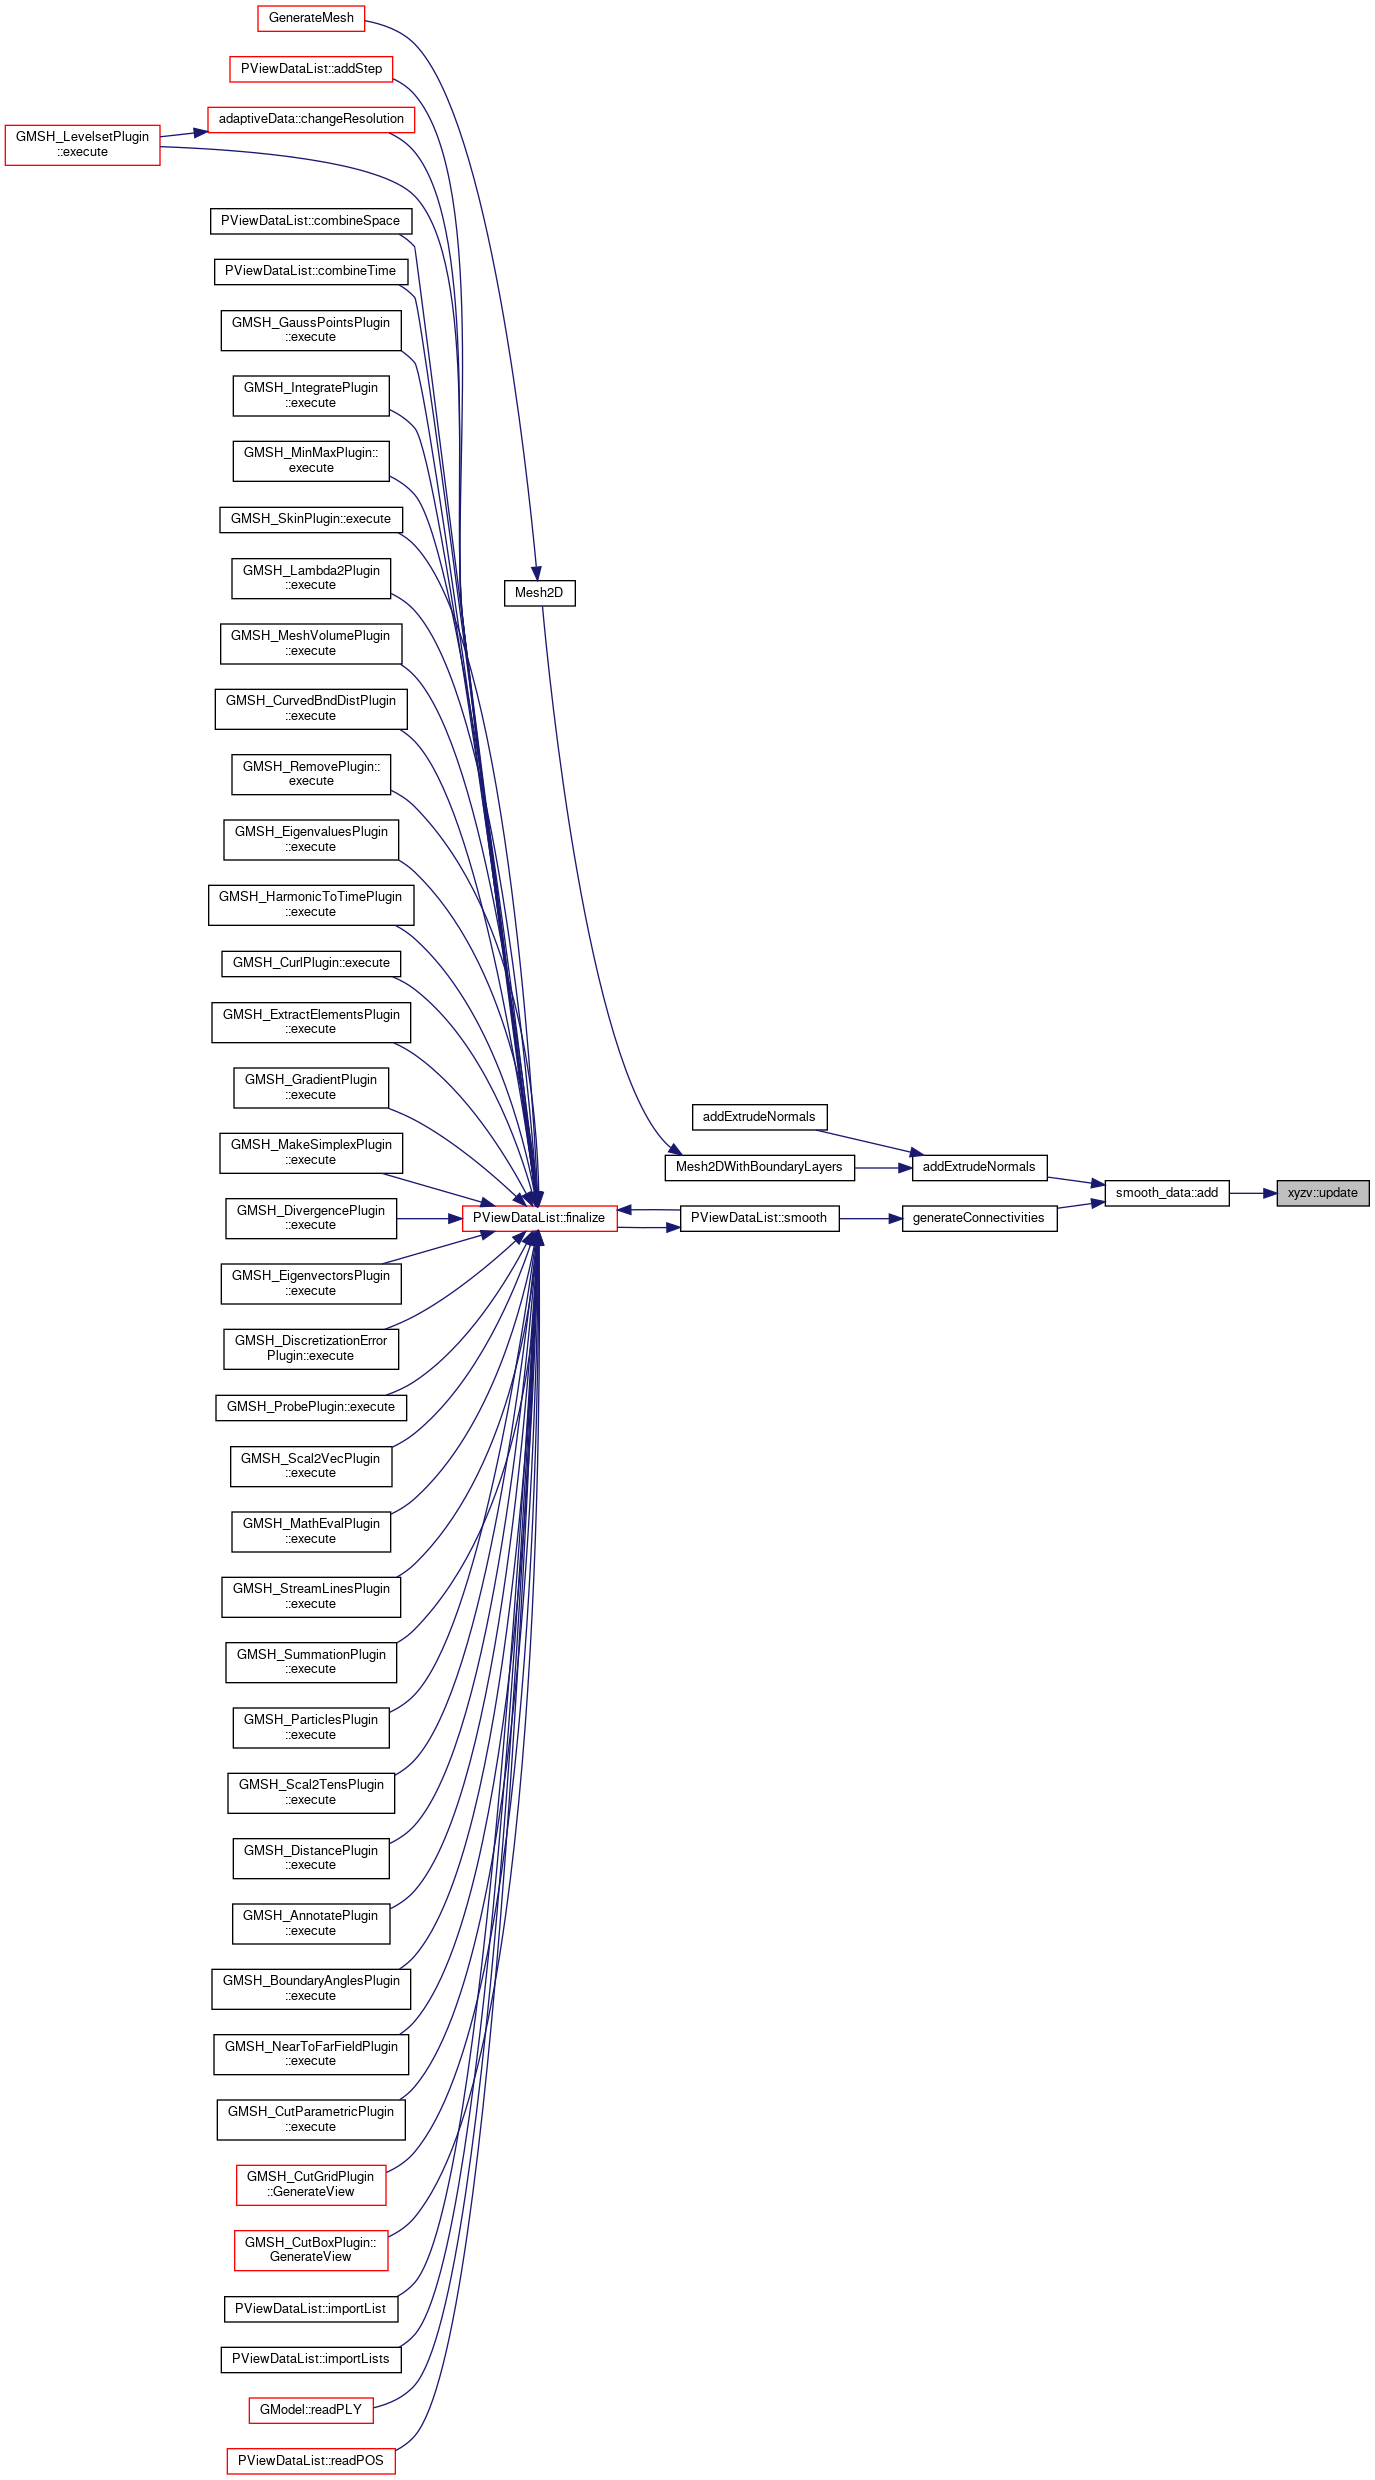 GenerateMesh
PViewDataList::addStep
adaptiveData::changeResolution
GMSH_LevelsetPlugin
::execute
PViewDataList::combineSpace
PViewDataList::combineTime
GMSH_GaussPointsPlugin
::execute
GMSH_IntegratePlugin
::execute
GMSH_MinMaxPlugin::
execute
GMSH_SkinPlugin::execute
GMSH_Lambda2Plugin
::execute
Mesh2D
GMSH_MeshVolumePlugin
::execute
GMSH_CurvedBndDistPlugin
::execute
GMSH_RemovePlugin::
execute
GMSH_EigenvaluesPlugin
::execute
GMSH_HarmonicToTimePlugin
::execute
GMSH_CurlPlugin::execute
GMSH_ExtractElementsPlugin
::execute
GMSH_GradientPlugin
::execute
addExtrudeNormals
GMSH_MakeSimplexPlugin
::execute
Mesh2DWithBoundaryLayers
addExtrudeNormals
smooth_data::add
xyzv::update
GMSH_DivergencePlugin
::execute
PViewDataList::finalize
PViewDataList::smooth
generateConnectivities
GMSH_EigenvectorsPlugin
::execute
GMSH_DiscretizationError
Plugin::execute
GMSH_ProbePlugin::execute
GMSH_Scal2VecPlugin
::execute
GMSH_MathEvalPlugin
::execute
GMSH_StreamLinesPlugin
::execute
GMSH_SummationPlugin
::execute
GMSH_ParticlesPlugin
::execute
GMSH_Scal2TensPlugin
::execute
GMSH_DistancePlugin
::execute
GMSH_AnnotatePlugin
::execute
GMSH_BoundaryAnglesPlugin
::execute
GMSH_NearToFarFieldPlugin
::execute
GMSH_CutParametricPlugin
::execute
GMSH_CutGridPlugin
::GenerateView
GMSH_CutBoxPlugin::
GenerateView
PViewDataList::importList
PViewDataList::importLists
GModel::readPLY
PViewDataList::readPOS